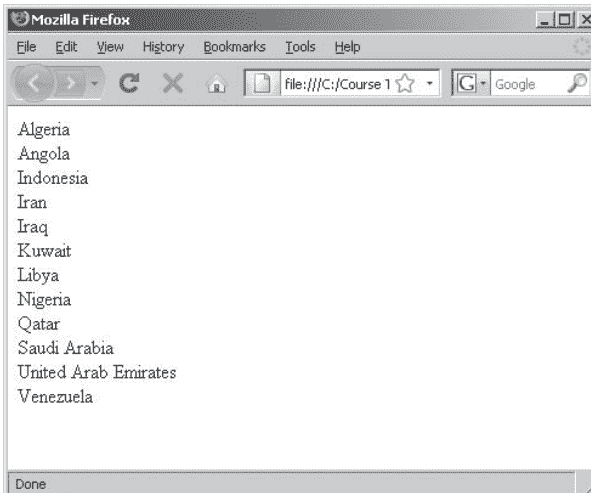 Mozilla Firefox
File Edit View History Bookmarks Tools Help
file:///C:/Course 1 G Google
Algeria
Angola
Indonesia
Iran
Iraq
Kuwait
Libya
Nigeria
Qatar
Saudi Arabia
United Arab Emirates
Venezuela
Done